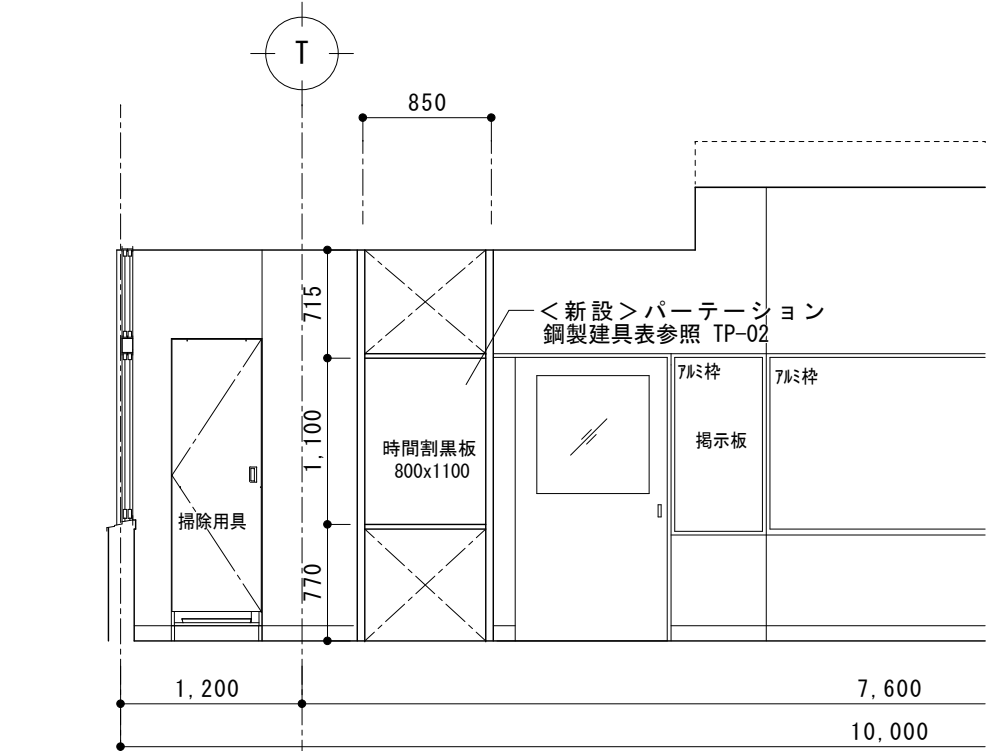 T
850
715
＜新設＞パーテーション
鋼製建具表参照 TP-02
ｱﾙﾐ枠
ｱﾙﾐ枠
1,100
時間割黒板
800x1100
掲示板
掃除用具
770
1,200
7,600
10,000